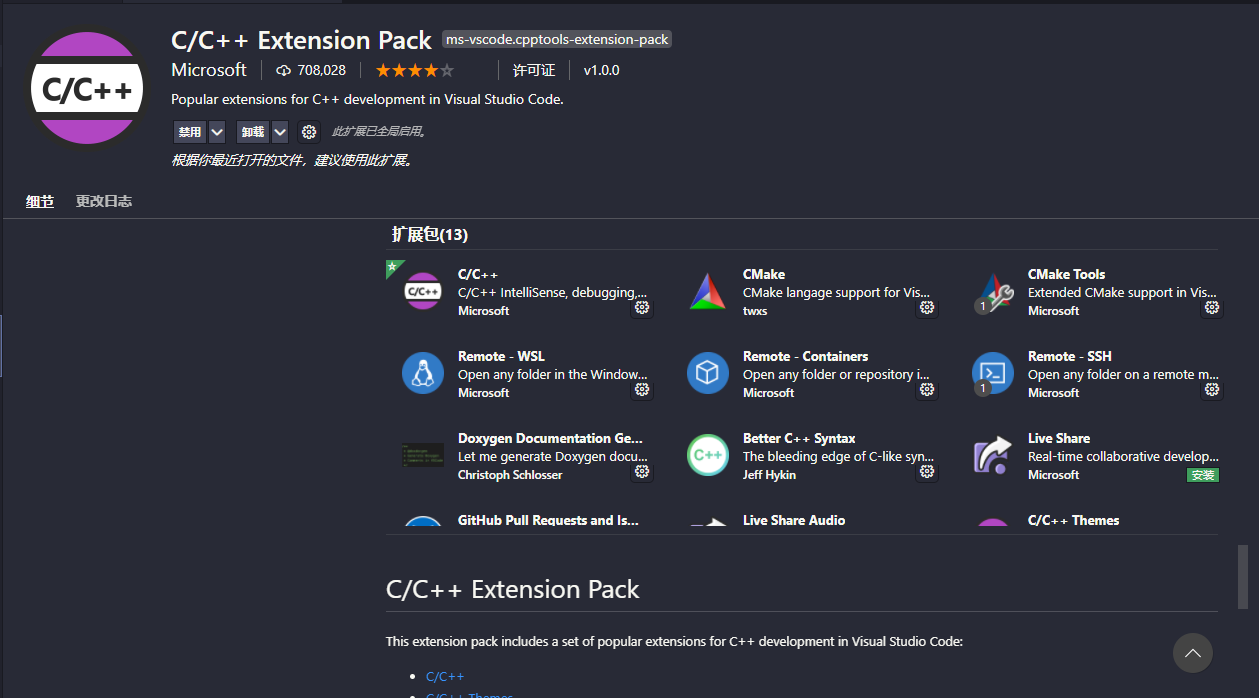 C/C++ Extension Pack ms-vscode.cpptools-extension-pack
Microsoft 708,028 许可证 v1.0.0
C/C++
Popular extensions for C++ development in Visual Studio Code.
禁用 卸载 此扩展已全局启用。
根据你最近打开的文件，建议使用此扩展。
细节 更改日志
扩展包(13)
C/C++
C/C++
C/C++ IntelliSense, debugging,...
Microsoft
CMake
CMake langage support for Vis...
twxs
CMake Tools
Extended CMake support in Vis...
1
Microsoft
Remote - WSL
Open any folder in the Window...
Microsoft
Remote - Containers
Open any folder or repository i...
Microsoft
Remote - SSH
Open any folder on a remote m...
1
Microsoft
Doxygen Documentation Ge...
Let me generate Doxygen docu...
Christoph Schlosser
C++
Better C++ Syntax
The bleeding edge of C-like syn...
Jeff Hykin
Live Share
Real-time collaborative develop...
Microsoft
安装
GitHub Pull Requests and Is...
Live Share Audio
C/C++ Themes
C/C++ Extension Pack
This extension pack includes a set of popular extensions for C++ development in Visual Studio Code:
C/C++
C/C++ Themes